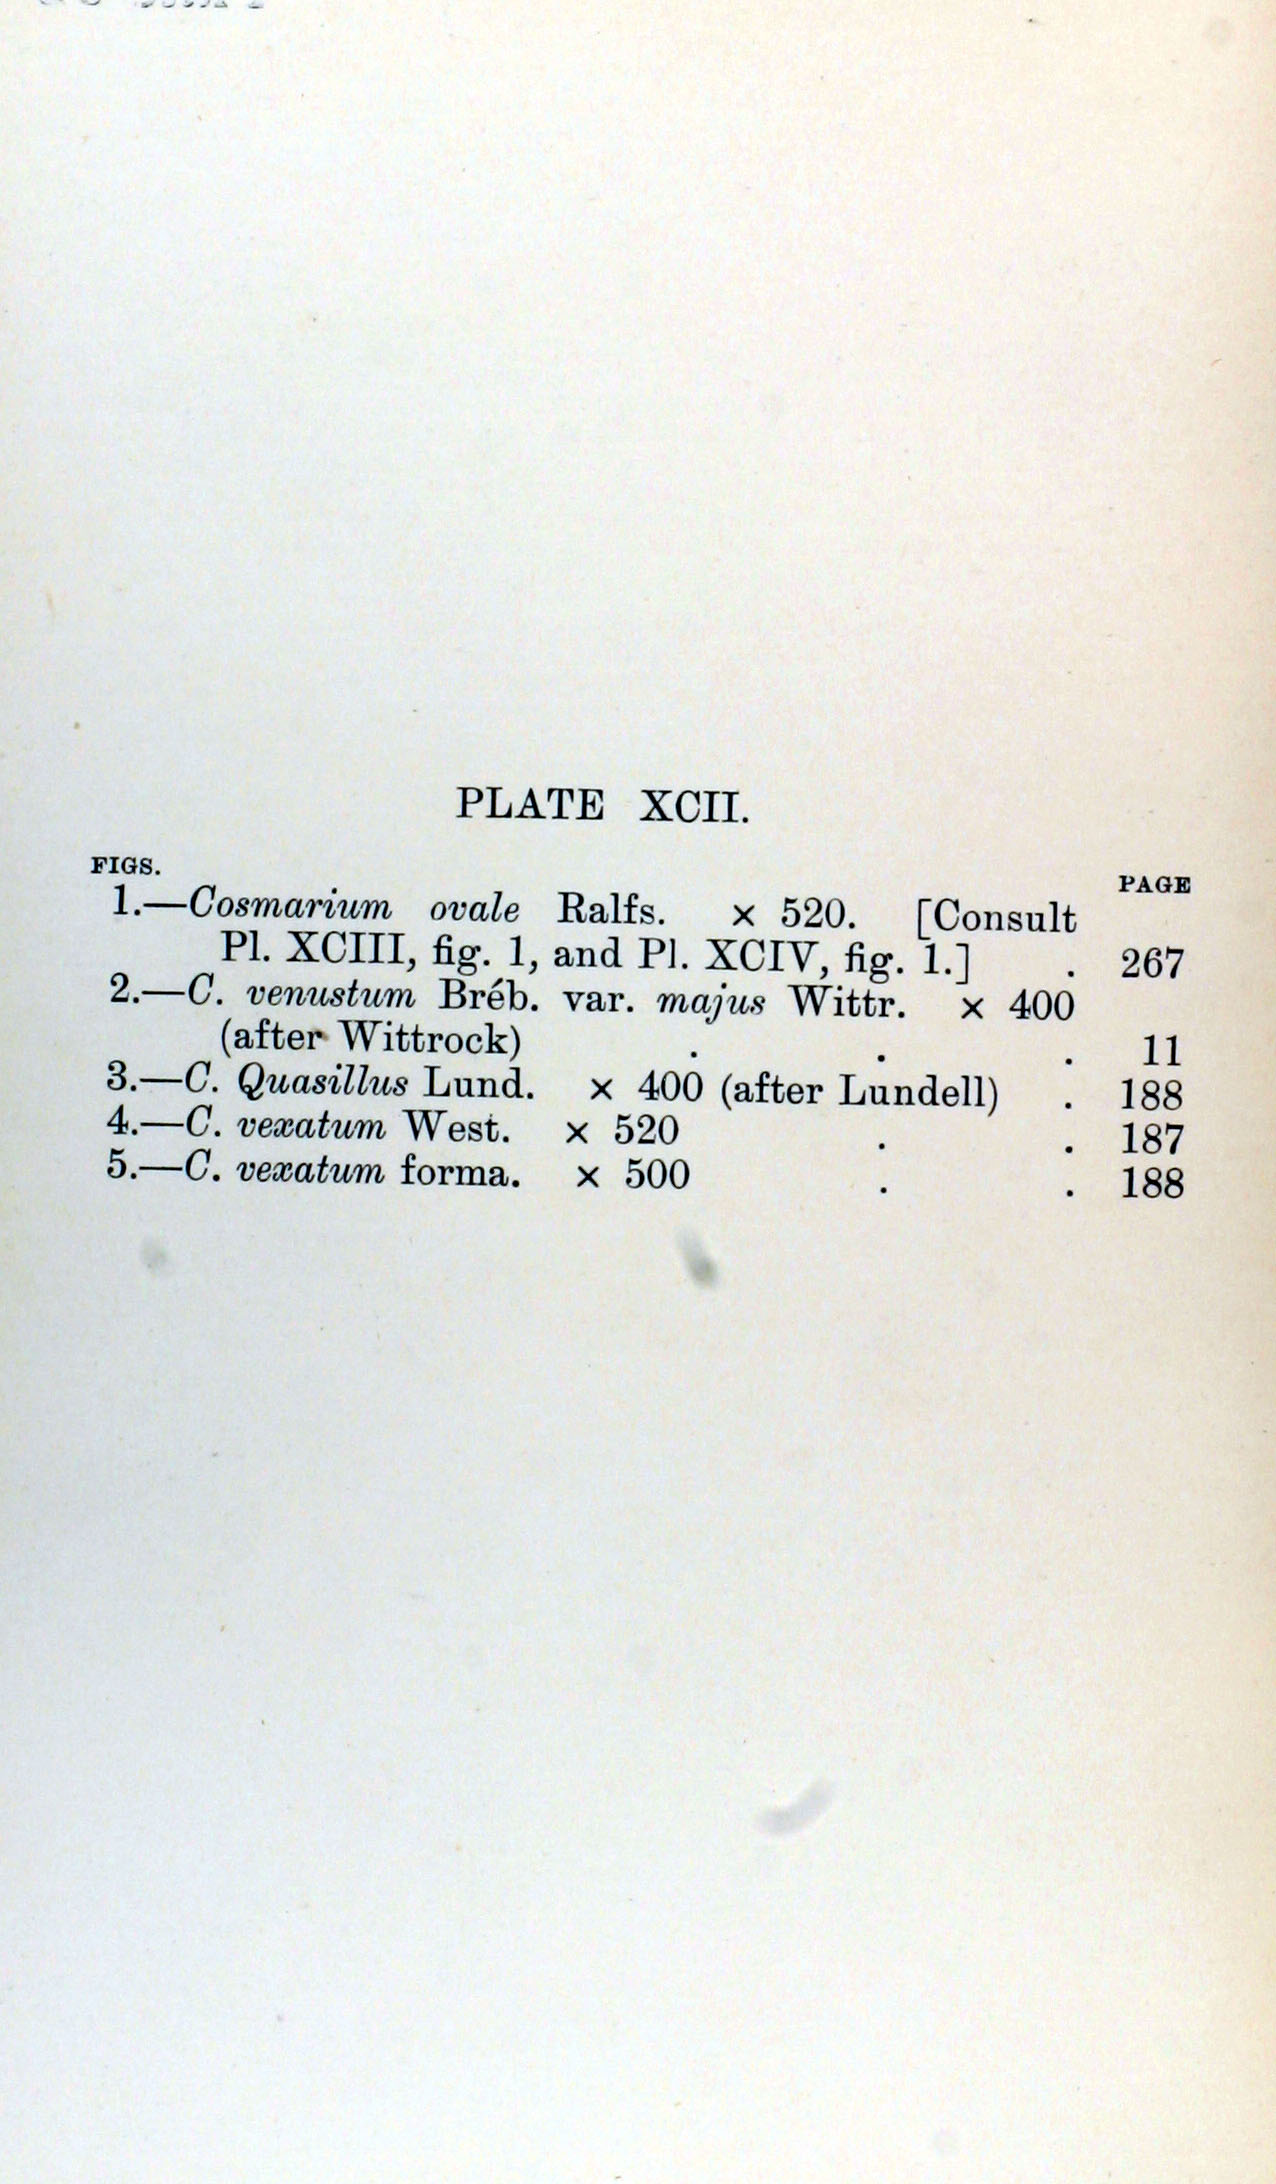 PLATE XCII.
FIGS.
PAGE
1.—Cosmarium ovale Ralfs. × 520. [Consult
Pl. XCIII, fig. 1, and Pl. XCIV, fig. 1.] . 267
2.—C. venustum Bréb. var. majus Wittr. × 400
(after Wittrock) . . . 11
3.—C. Quasillus Lund. × 400 (after Lundell) . 188
4.—C. vexatum West. × 520 . . 187
5.—C. vexatum forma. × 500 . . 188